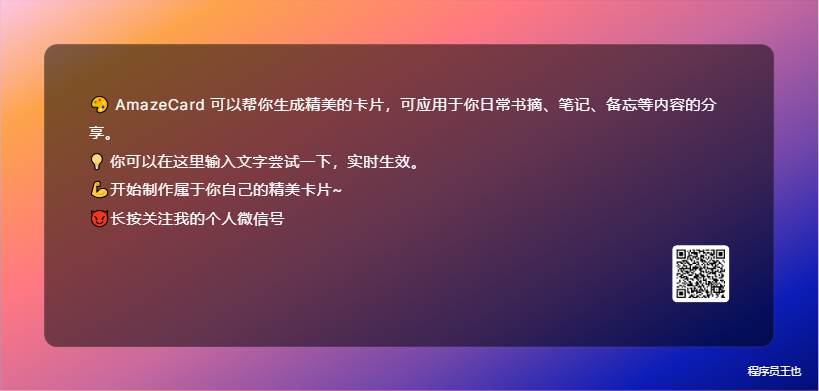 🎨 AmazeCard 可以帮你生成精美的卡片，可应用于你日常书摘、笔记、备忘等内容的分
享。
💡 你可以在这里输入文字尝试一下，实时生效。
💪开始制作属于你自己的精美卡片~
😈长按关注我的个人微信号
程序员王也